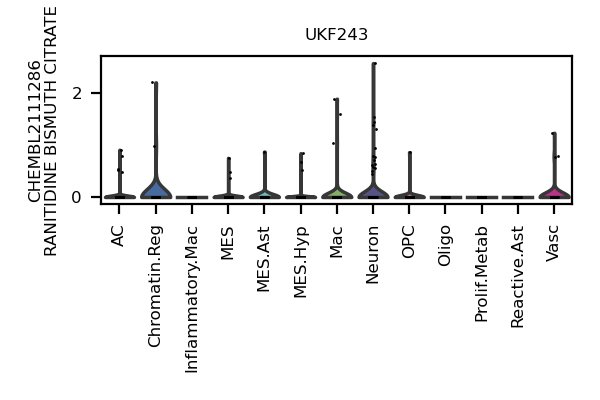 UKF243
CHEMBL2111286
RANITIDINE BISMUTH CITRATE
2
0
AC
Chromatin.Reg
Inflammatory.Mac
MES
MES.Ast
MES.Hyp
Mac
Neuron
OPC
Oligo
Prolif.Metab
Reactive.Ast
Vasc